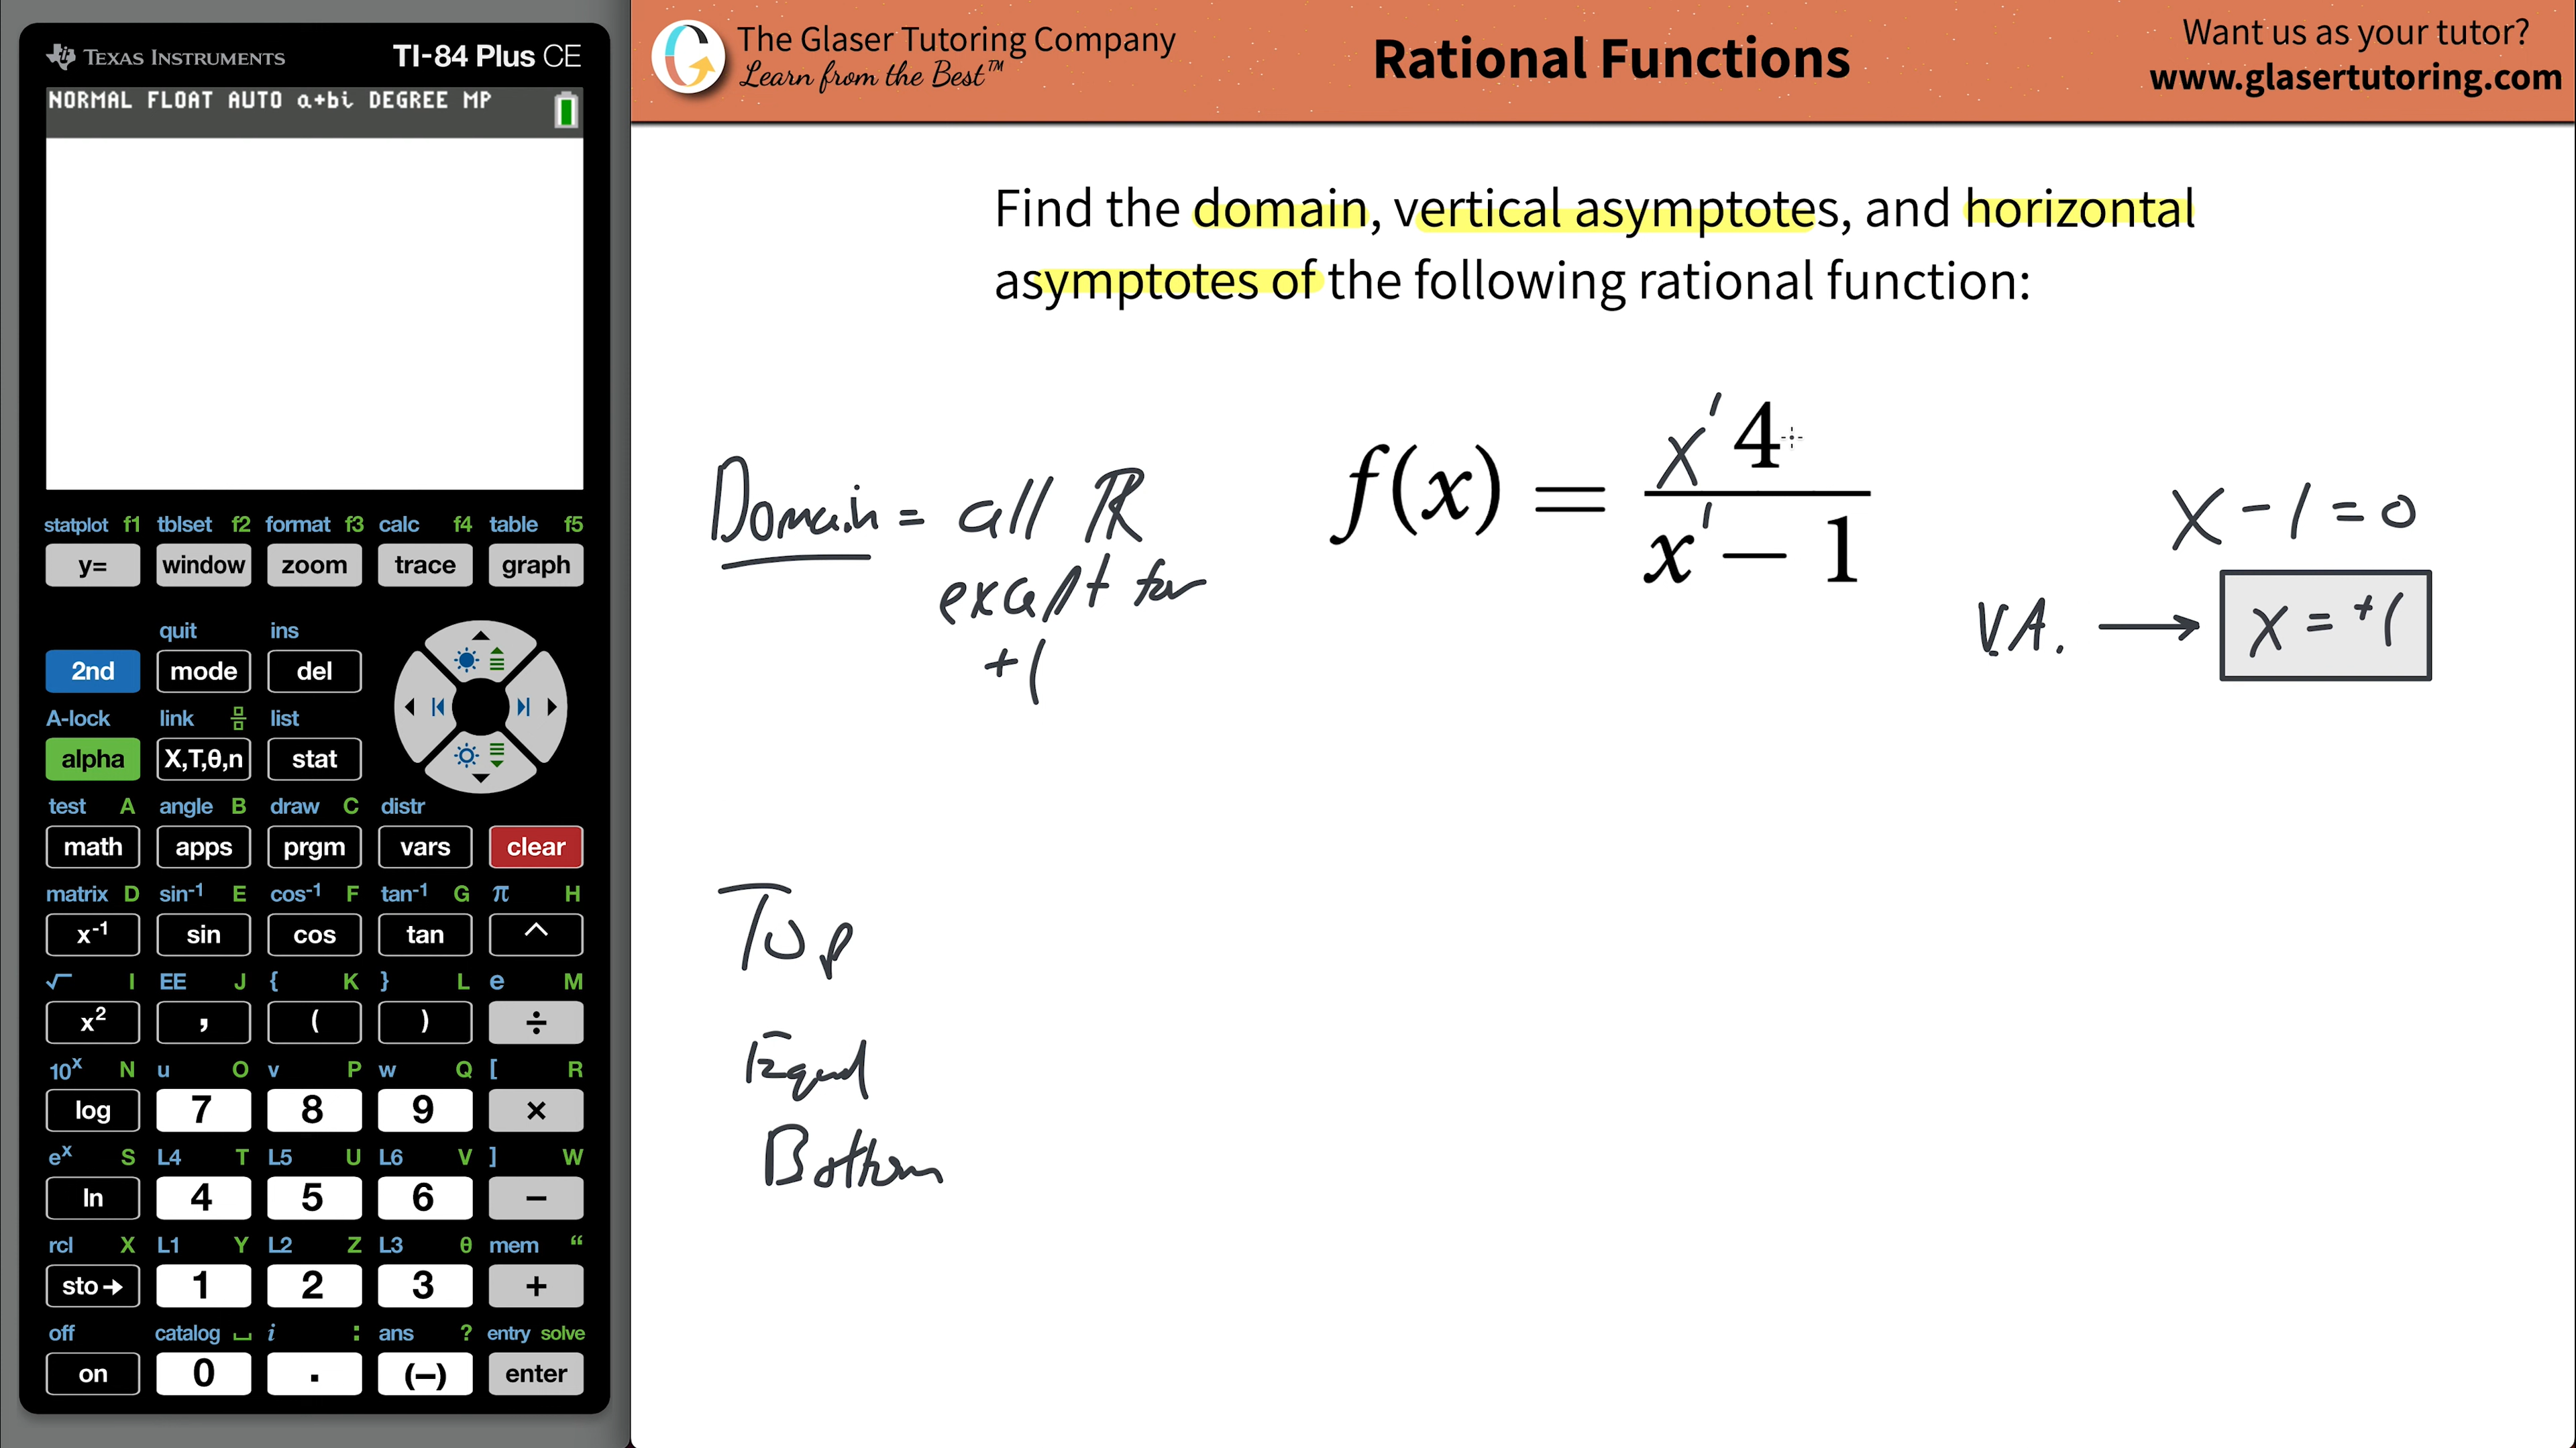 TEXAS INSTRUMENTS TI-84 Plus CE
NORMAL FLOAT AUTO a+bi DEGREE MP
statplot f1 tblset f2 format f3 calc f4 table f5
y= window zoom trace graph
quit ins
2nd mode del
A-lock link list
alpha X,T,θ,n stat
test A angle B draw C distr
math apps prgm vars clear
matrix D sin⁻¹ E cos⁻¹ F tan⁻¹ G π H
x⁻¹ sin cos tan ^
√ I EE J { K } L e M
x² , ( ) ÷
10ˣ N u O v P w Q [ R
log 7 8 9 ×
eˣ S L4 T L5 U L6 V ] W
ln 4 5 6 −
rcl X L1 Y L2 Z L3 θ mem “
sto→ 1 2 3 +
off catalog ␣ i : ans ? entry solve
on 0 . (–) enter
The Glaser Tutoring Company
Learn from the Best™
Rational Functions
Want us as your tutor?
www.glasertutoring.com
Find the domain, vertical asymptotes, and horizontal
asymptotes of the following rational function:
Domain = all ℝ
except for
+1
x¹ 4
f(x) =
x¹ − 1
x - 1 = 0
V.A. → x = +1
Top
Equal
Bottom